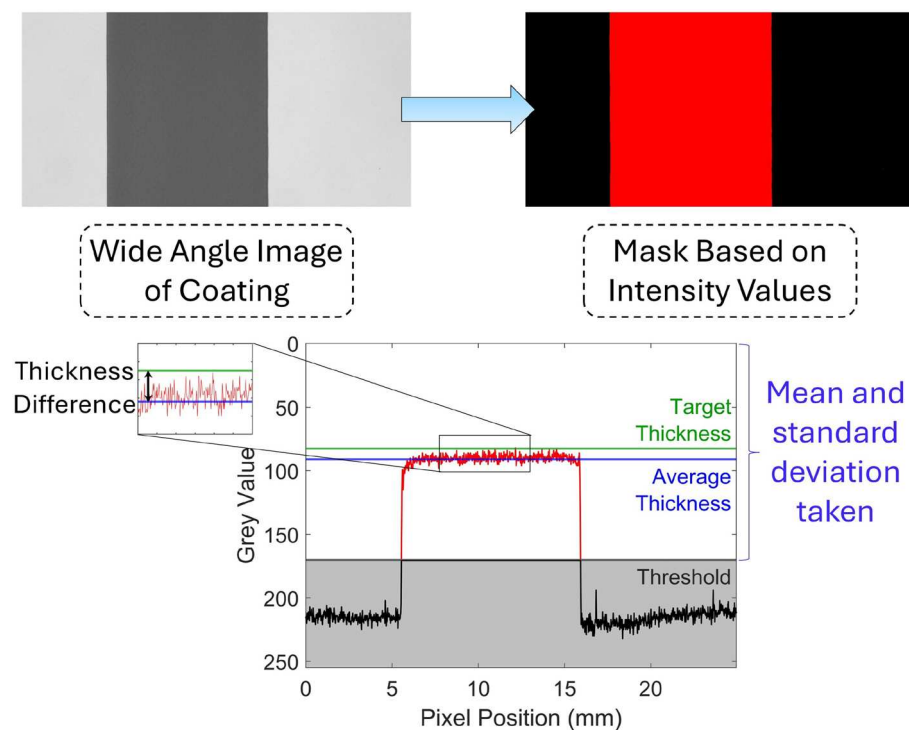 Wide Angle Image
of Coating
Mask Based on
Intensity Values
Thickness
Difference
0
50
100
150
200
250
Grey Value
Target
Thickness
Average
Thickness
Threshold
0
5
10
15
20
Pixel Position (mm)
Mean and
standard
deviation
taken